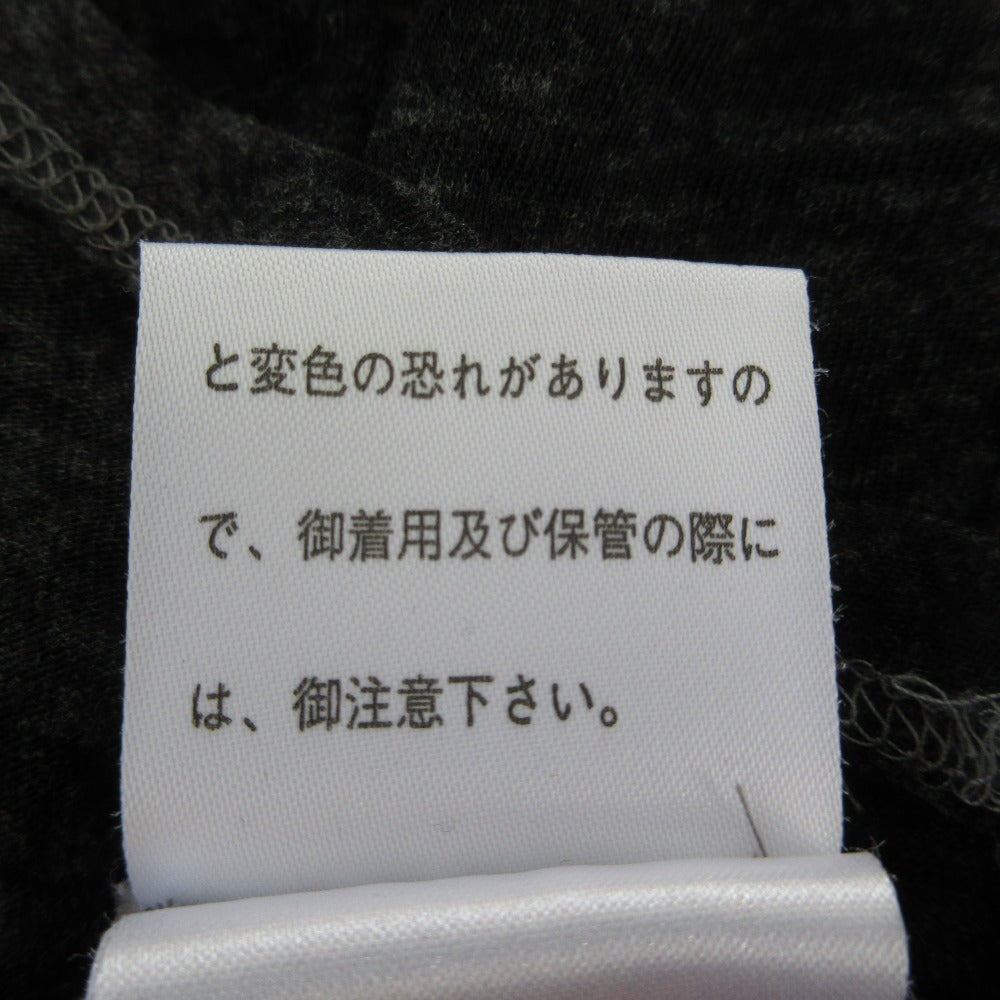 と変色の恐れがありますの
で、御着用及び保管の際に
は、御注意下さい。